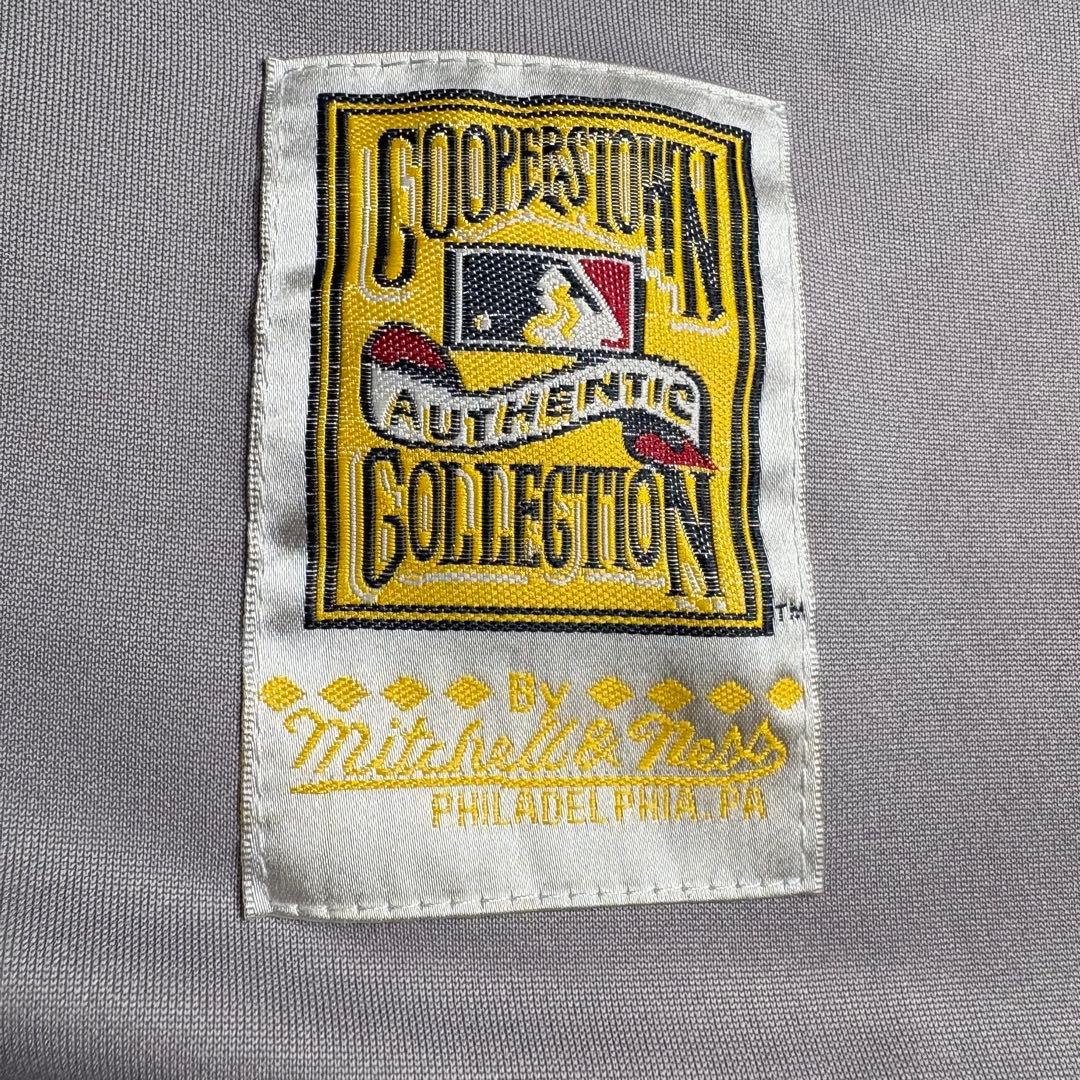 COOPERSTOWN
AUTHENTIC
COLLECTION
TM
By
Mitchell & Ness
PHILADELPHIA. PA